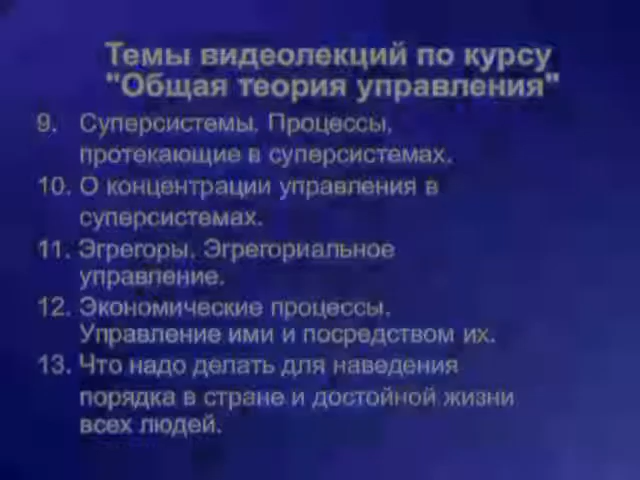 Темы видеолекций по курсу
"Общая теория управления"
9. Суперсистемы. Процессы,
протекающие в суперсистемах.
10. О концентрации управления в
суперсистемах.
11. Эгрегоры. Эгрегориальное
управление.
12. Экономические процессы.
Управление ими и посредством их.
13. Что надо делать для наведения
порядка в стране и достойной жизни
всех людей.